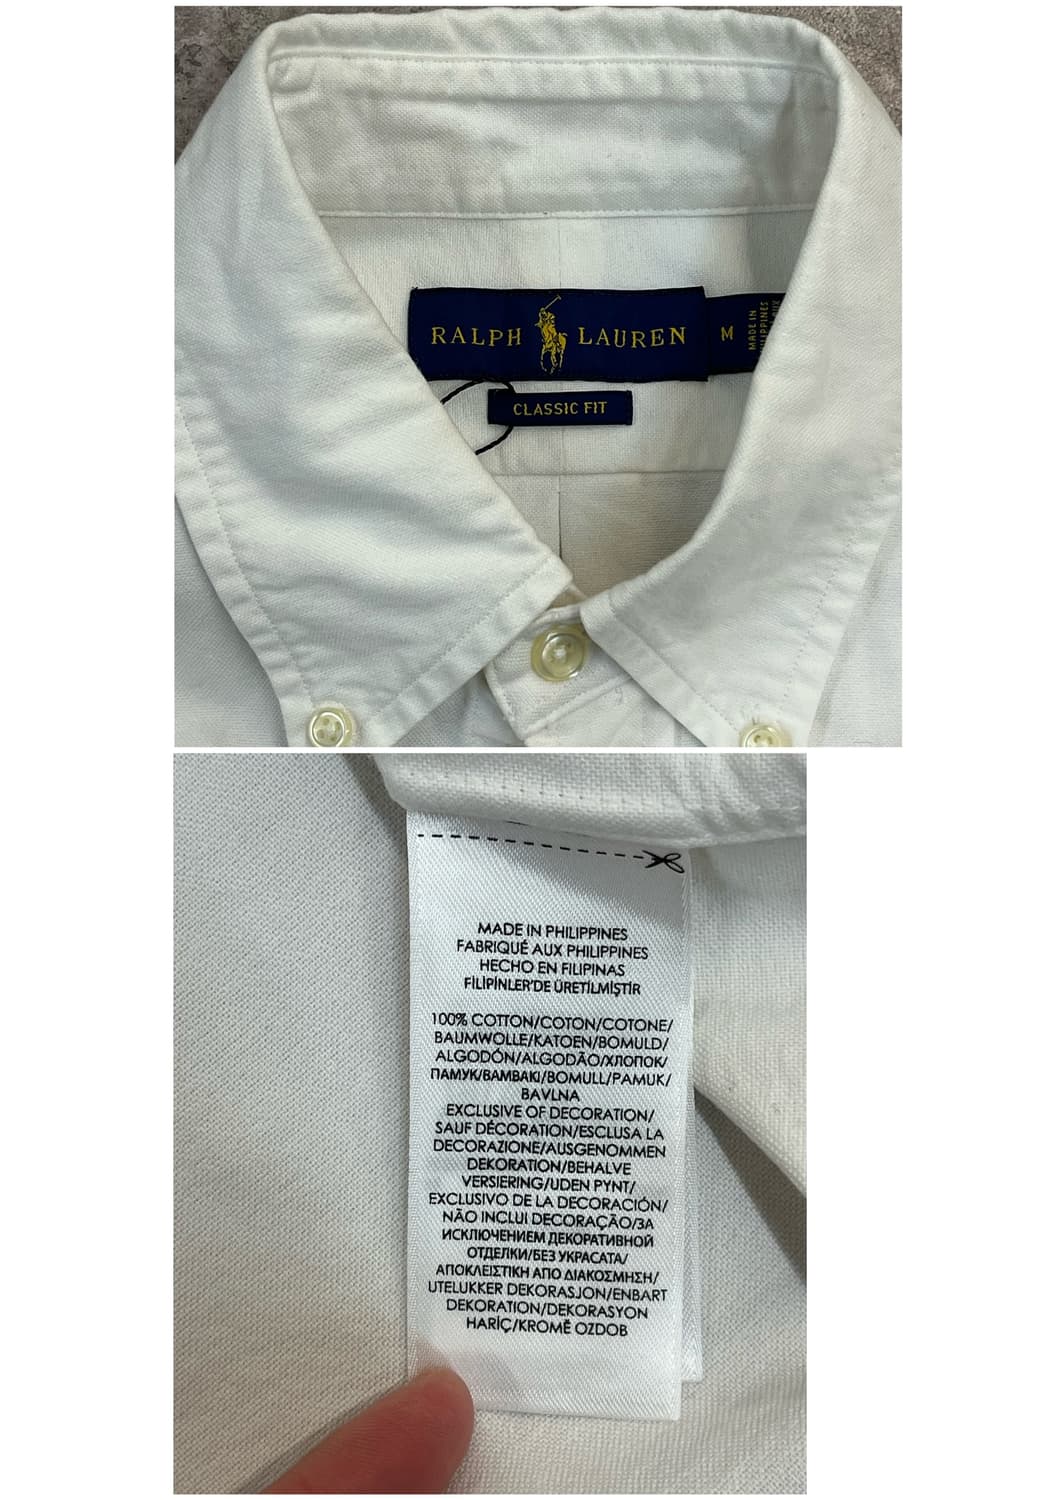 RALPH LAUREN
M
MADE IN
CLASSIC FIT
MADE IN PHILIPPINES
FABRIQUÉ AUX PHILIPPINES
HECHO EN FILIPINAS
FİLİPİNLER'DE ÜRETİLMİŞTİR
100% COTTON/COTON/COTONE/
BAUMWOLLE/KATOEN/BOMULD/
ALGODÓN/ALGODÃO/ХЛОПОК/
ПАМУК/ΒΑΜΒΑΚΙ/BOMULL/PAMUK/
BAVLNA
EXCLUSIVE OF DECORATION/
SAUF DÉCORATION/ESCLUSA LA
DECORAZIONE/AUSGENOMMEN
DEKORATION/BEHALVE
VERSIERING/UDEN PYNT/
EXCLUSIVO DE LA DECORACIÓN/
NÃO INCLUI DECORAÇÃO/ЗА
ИСКЛЮЧЕНИЕМ ДЕКОРАТИВНОЙ
ОТДЕЛКИ/БЕЗ УКРАСАТА/
ΑΠΟΚΛΕΙΣΤΙΚΗ ΑΠΟ ΔΙΑΚΟΣΜΗΣΗ/
UTELUKKER DEKORASJON/ENBART
DEKORATION/DEKORASYON
HARİÇ/KROMĚ OZDOB